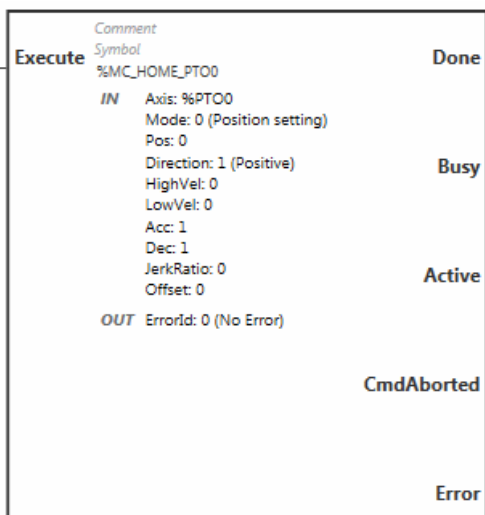 Comment
Execute Symbol Done
%MC_HOME_PTO0
IN Axis: %PTO0
Mode: 0 (Position setting)
Pos: 0
Direction: 1 (Positive) Busy
HighVel: 0
LowVel: 0
Acc: 1
Dec: 1
JerkRatio: 0 Active
Offset: 0
OUT ErrorId: 0 (No Error)
CmdAborted
Error